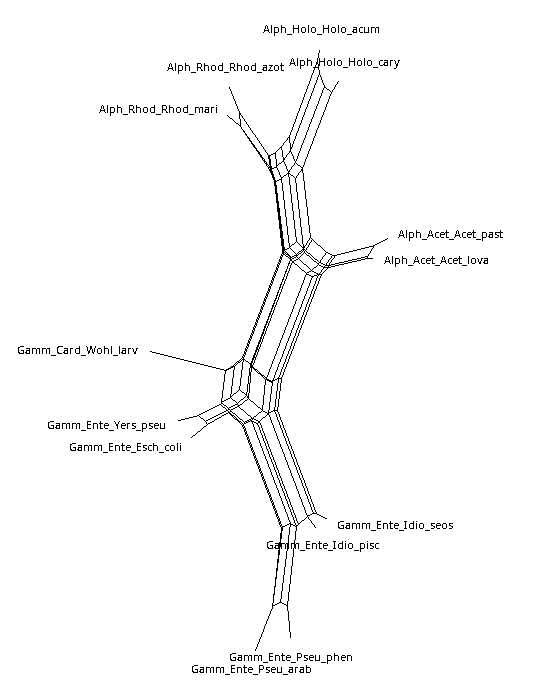 Alph_Holo_Holo_acum
Alph_Holo_Holo_cary
Alph_Rhod_Rhod_azot
Alph_Rhod_Rhod_mari
Alph_Acet_Acet_past
Alph_Acet_Acet_lova
Gamm_Card_Wohl_larv
Gamm_Ente_Yers_pseu
Gamm_Ente_Esch_coli
Gamm_Ente_Idio_seos
Gamm_Ente_Idio_pisc
Gamm_Ente_Pseu_phen
Gamm_Ente_Pseu_arab